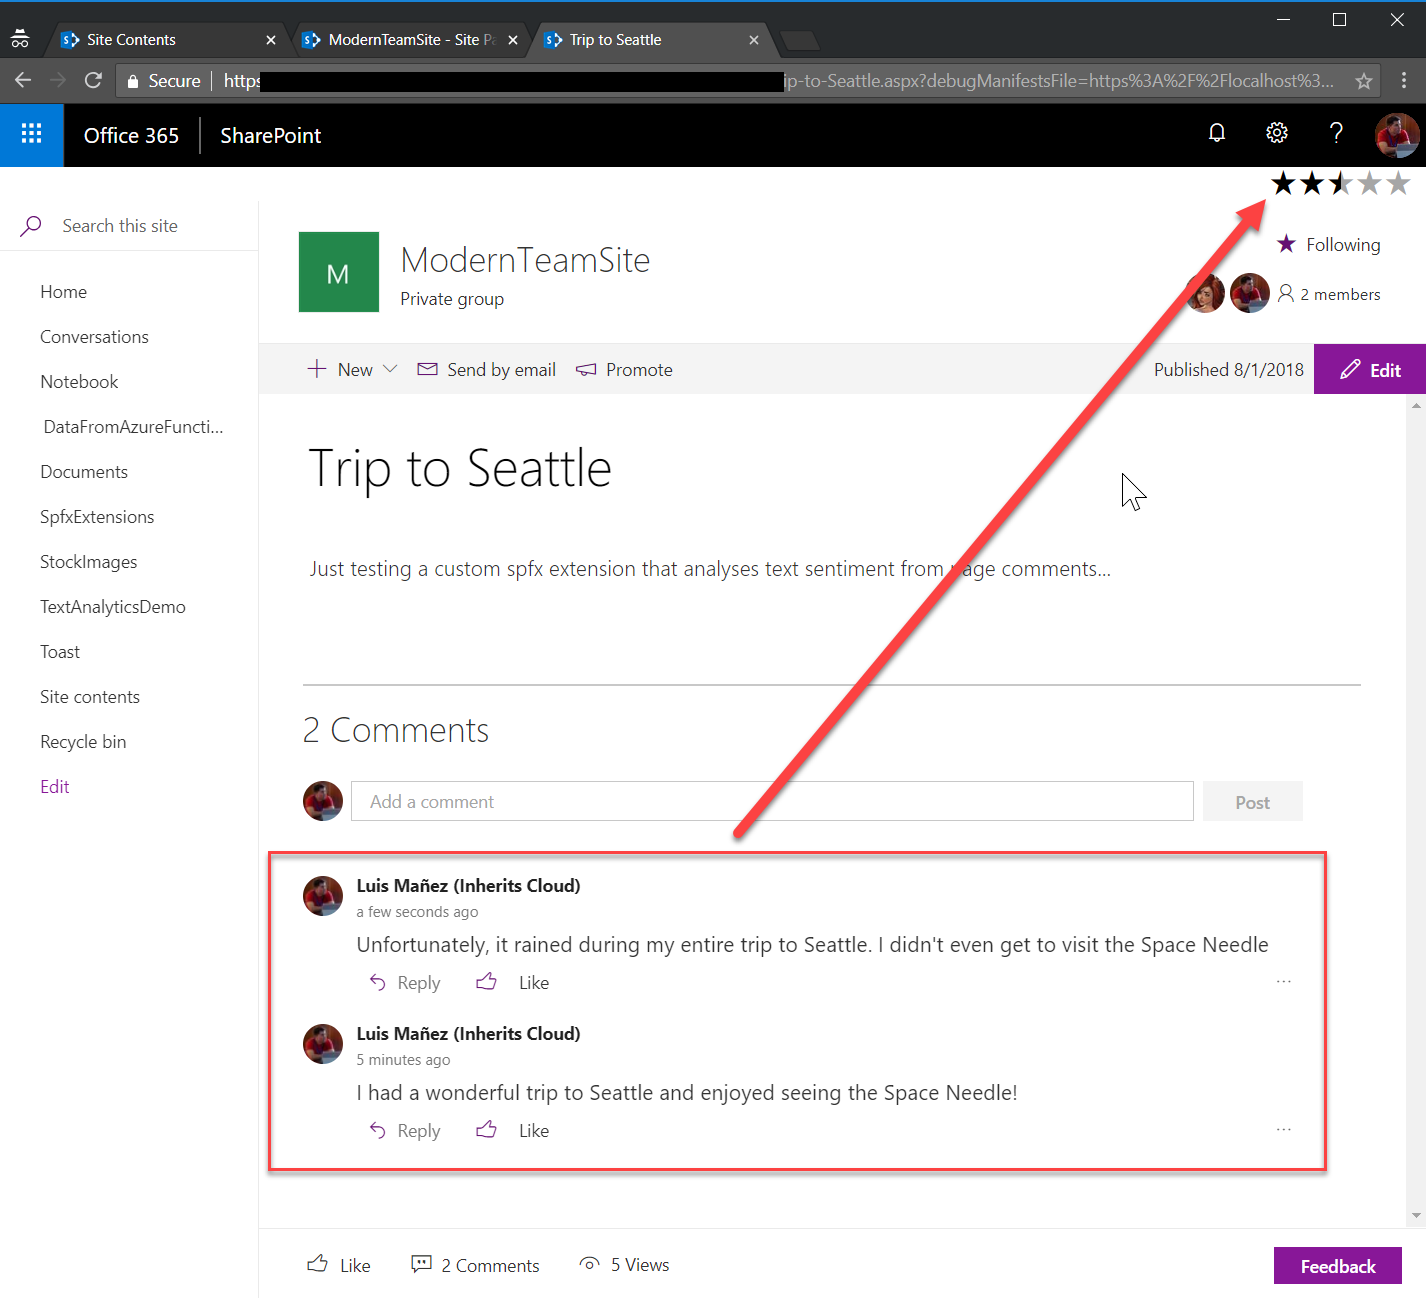 Site Contents
ModernTeamSite - Site Pa
Trip to Seattle
Secure
https
ip-to-Seattle.aspx?debugManifestsFile=https%3A%2F%2Flocalhost%3...
Office 365
SharePoint
Search this site
Following
M
ModernTeamSite
Private group
2 members
Home
Conversations
Notebook
DataFromAzureFuncti...
Documents
SpfxExtensions
StockImages
TextAnalyticsDemo
Toast
Site contents
Recycle bin
Edit
New
Send by email
Promote
Published 8/1/2018
Edit
Trip to Seattle
Just testing a custom spfx extension that analyses text sentiment from page comments...
2 Comments
Add a comment
Post
Luis Mañez (Inherits Cloud)
a few seconds ago
Unfortunately, it rained during my entire trip to Seattle. I didn't even get to visit the Space Needle
Reply
Like
...
Luis Mañez (Inherits Cloud)
5 minutes ago
I had a wonderful trip to Seattle and enjoyed seeing the Space Needle!
Reply
Like
...
Like
2 Comments
5 Views
Feedback